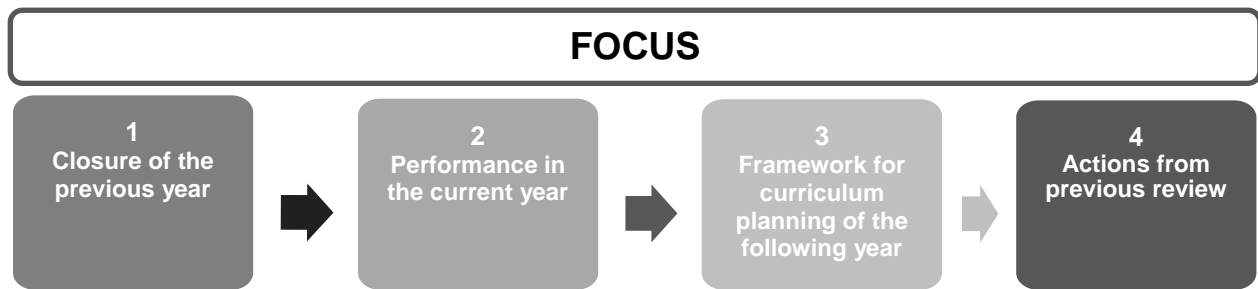 FOCUS
1
Closure of the
previous year
2
Performance in
the current year
3
Framework for
curriculum
planning of the
following year
4
Actions from
previous review